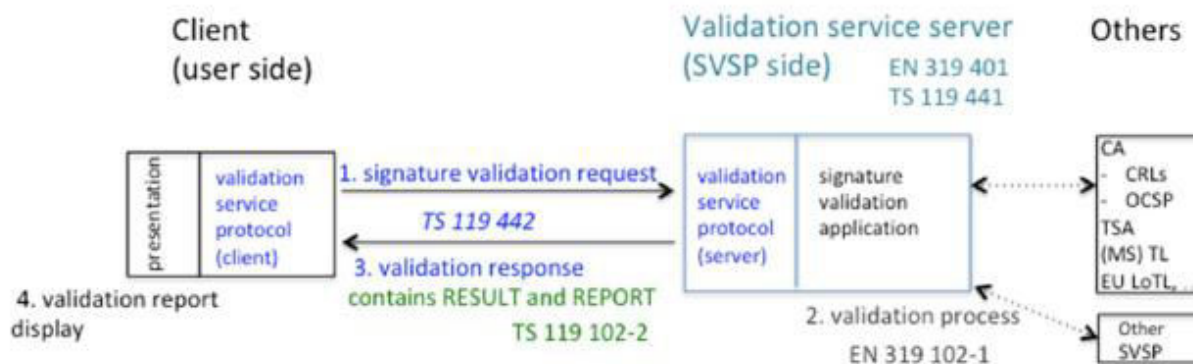 Client
(user side)
Validation service server
(SVSP side)
EN 319 401
TS 119 441
Others
presentation
validation
service
protocol
(client)
1. signature validation request
TS 119 442
3. validation response
contains RESULT and REPORT
TS 119 102-2
4. validation report
display
validation
service
protocol
(server)
signature
validation
application
2. validation process
EN 319 102-1
CA
- CRLs
- OCSP
TSA
(MS) TL
EU LoTL, ..
Other
SVSP